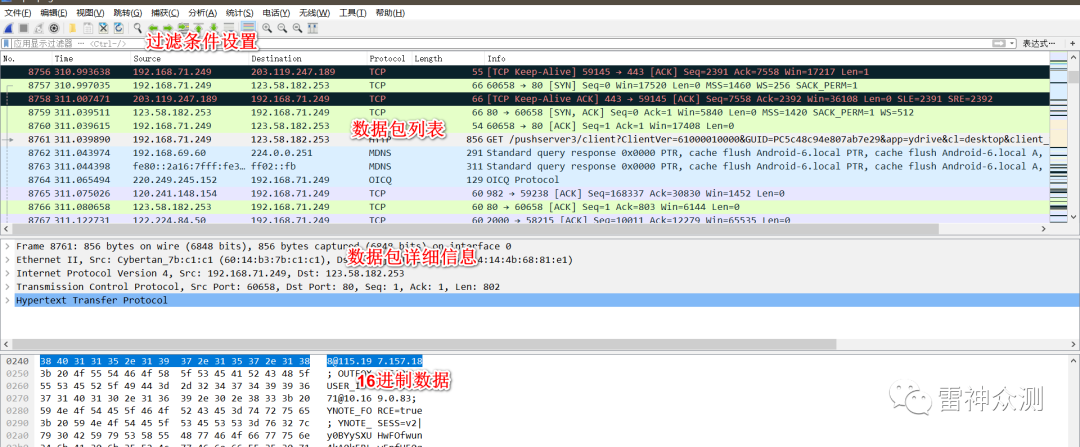 文件(F) 编辑(E) 视图(V) 跳转(G) 捕获(C) 分析(A) 统计(S) 电话(Y) 无线(W) 工具(T) 帮助(H)
应用显示过滤器 … <Ctrl-/> 表达式… +
过滤条件设置
No. Time Source Destination Protocol Length Info
8756 310.993638 192.168.71.249 203.119.247.189 TCP 55 [TCP Keep-Alive] 59145 → 443 [ACK] Seq=2391 Ack=7558 Win=17217 Len=1
8757 310.997035 192.168.71.249 123.58.182.253 TCP 66 60658 → 80 [SYN] Seq=0 Win=17520 Len=0 MSS=1460 WS=256 SACK_PERM=1
8758 311.007471 203.119.247.189 192.168.71.249 TCP 66 [TCP Keep-Alive ACK] 443 → 59145 [ACK] Seq=7558 Ack=2392 Win=36108 Len=0 SLE=2391 SRE=2392
8759 311.039511 123.58.182.253 192.168.71.249 TCP 66 80 → 60658 [SYN, ACK] Seq=0 Ack=1 Win=5840 Len=0 MSS=1420 SACK_PERM=1 WS=512
8760 311.039615 192.168.71.249 123.58.182.253 TCP 54 60658 → 80 [ACK] Seq=1 Ack=1 Win=17408 Len=0
数据包列表
8761 311.039890 192.168.71.249 123.58.182.253 856 GET /pushserver3/client?ClientVer=61000010000&GUID=PC5c48c94e807ab7e29&app=ydrive&cl=desktop&client_
8762 311.043974 192.168.69.60 224.0.0.251 MDNS 291 Standard query response 0x0000 PTR, cache flush Android-6.local PTR, cache flush Android-6.local A,
8763 311.044398 fe80::2a16:7fff:fe3… ff02::fb MDNS 311 Standard query response 0x0000 PTR, cache flush Android-6.local PTR, cache flush Android-6.local A,
8764 311.065494 220.249.245.152 192.168.71.249 OICQ 129 OICQ Protocol
8765 311.075026 120.241.148.154 192.168.71.249 TCP 60 982 → 59238 [ACK] Seq=168337 Ack=30830 Win=1452 Len=0
8766 311.080658 123.58.182.253 192.168.71.249 TCP 60 80 → 60658 [ACK] Seq=1 Ack=803 Win=6144 Len=0
8767 311.122731 122.224.84.50 192.168.71.249 TCP 60 2000 → 58215 [ACK] Seq=10011 Ack=12279 Win=65535 Len=0
Frame 8761: 856 bytes on wire (6848 bits), 856 bytes captured (6848 bits) on interface 0
数据包详细信息
Ethernet II, Src: Cybertan_7b:c1:c1 (60:14:b3:7b:c1:c1), :14:4b:68:81:e1)
Internet Protocol Version 4, Src: 192.168.71.249, Dst: 123.58.182.253
Transmission Control Protocol, Src Port: 60658, Dst Port: 80, Seq: 1, Ack: 1, Len: 802
Hypertext Transfer Protocol
0240 38 40 31 31 35 2e 31 39 37 2e 31 35 37 2e 31 38 8@115.19 7.157.18
0250 3b 20 4f 55 54 46 4f 58 5f 53 45 41 52 43 48 5f ; OUTFOX
16进制数据
0260 55 53 45 52 5f 49 44 3d 2d 32 34 37 34 39 39 36 USER_I
0270 37 31 40 31 30 2e 31 36 39 2e 30 2e 38 33 3b 20 71@10.16 9.0.83;
0280 59 4e 4f 54 45 5f 46 4f 52 43 45 3d 74 72 75 65 YNOTE_FO RCE=true
0290 3b 20 59 4e 4f 54 45 5f 53 45 53 53 3d 76 32 7c ; YNOTE_ SESS=v2|
02a0 79 30 42 59 79 53 58 55 48 77 46 4f 66 77 75 6e y0BYySXU HwFOfwun
雷神众测